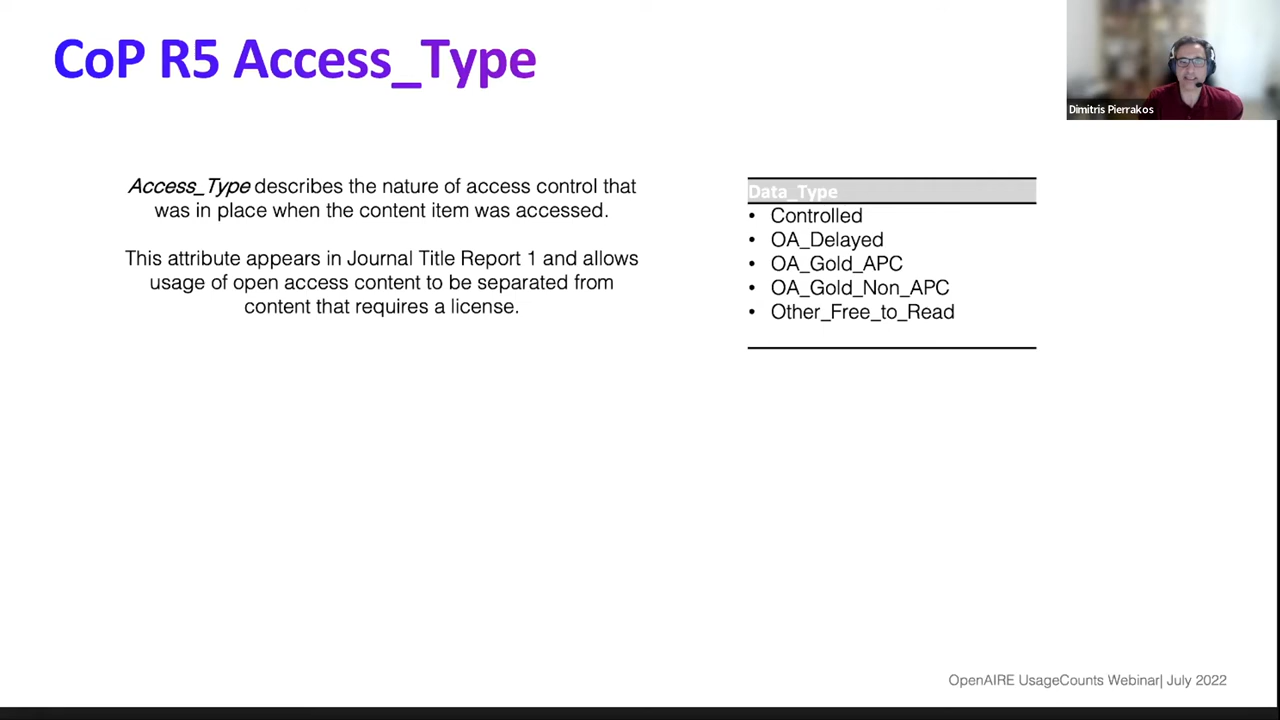 CoP R5 Access_Type
Dimitris Pierrakos
Access_Type describes the nature of access control that
was in place when the content item was accessed.
This attribute appears in Journal Title Report 1 and allows
usage of open access content to be separated from
content that requires a license.
Data_Type
• Controlled
• OA_Delayed
• OA_Gold_APC
• OA_Gold_Non_APC
• Other_Free_to_Read
OpenAIRE UsageCounts Webinar| July 2022